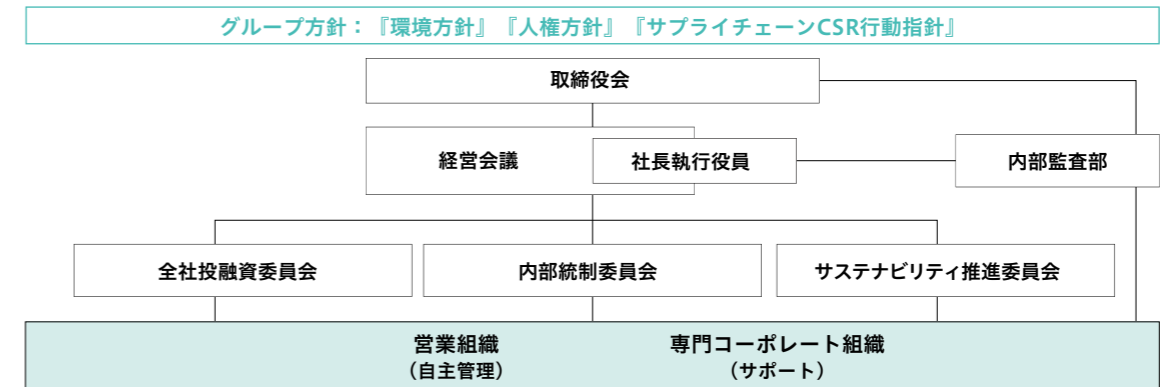 グループ方針：『環境方針』『人権方針』『サプライチェーンCSR行動指針』
取締役会
経営会議
社長執行役員
内部監査部
全社投融資委員会
内部統制委員会
サステナビリティ推進委員会
営業組織
（自主管理）
専門コーポレート組織
（サポート）